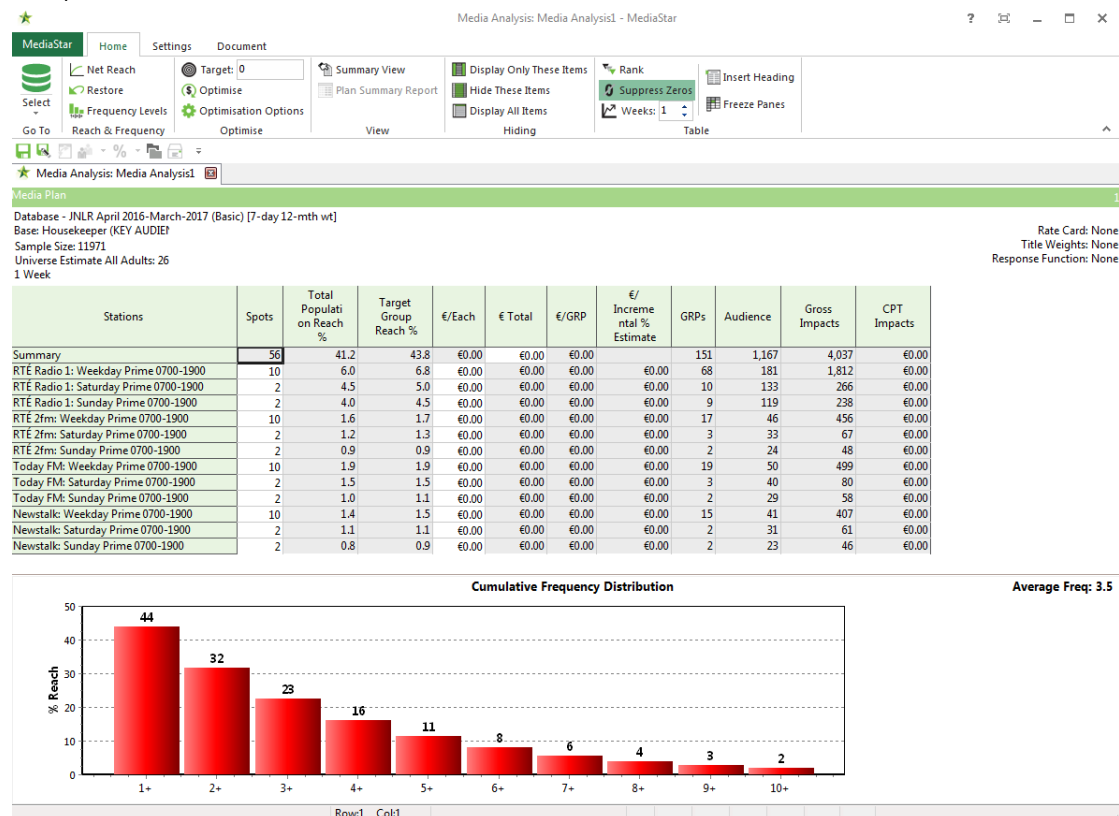 Media Analysis: Media Analysis1 - MediaStar ?
MediaStar Home Settings Document
Net Reach Target: 0 Summary View Display Only These Items Rank Insert Heading
Restore Optimise Plan Summary Report Hide These Items Suppress Zeros
Select Frequency Levels Optimisation Options Display All Items Weeks: 1 Freeze Panes
Go To Reach & Frequency Optimise View Hiding Table
%
Media Analysis: Media Analysis1
Media Plan 1
Database - JNLR April 2016-March-2017 (Basic) [7-day 12-mth wt]
Base: Housekeeper (KEY AUDIEN Rate Card: None
Sample Size: 11971 Title Weights: None
Universe Estimate All Adults: 26 Response Function: None
1 Week
Stations Spots Total Populati on Reach % Target Group Reach % €/Each € Total €/GRP €/ Increme ntal % Estimate GRPs Audience Gross Impacts CPT Impacts
Summary 56 41.2 43.8 €0.00 €0.00 €0.00 151 1,167 4,037 €0.00
RTÉ Radio 1: Weekday Prime 0700-1900 10 6.0 6.8 €0.00 €0.00 €0.00 €0.00 68 181 1,812 €0.00
RTÉ Radio 1: Saturday Prime 0700-1900 2 4.5 5.0 €0.00 €0.00 €0.00 €0.00 10 133 266 €0.00
RTÉ Radio 1: Sunday Prime 0700-1900 2 4.0 4.5 €0.00 €0.00 €0.00 €0.00 9 119 238 €0.00
RTÉ 2fm: Weekday Prime 0700-1900 10 1.6 1.7 €0.00 €0.00 €0.00 €0.00 17 46 456 €0.00
RTÉ 2fm: Saturday Prime 0700-1900 2 1.2 1.3 €0.00 €0.00 €0.00 €0.00 3 33 67 €0.00
RTÉ 2fm: Sunday Prime 0700-1900 2 0.9 0.9 €0.00 €0.00 €0.00 €0.00 2 24 48 €0.00
Today FM: Weekday Prime 0700-1900 10 1.9 1.9 €0.00 €0.00 €0.00 €0.00 19 50 499 €0.00
Today FM: Saturday Prime 0700-1900 2 1.5 1.5 €0.00 €0.00 €0.00 €0.00 3 40 80 €0.00
Today FM: Sunday Prime 0700-1900 2 1.0 1.1 €0.00 €0.00 €0.00 €0.00 2 29 58 €0.00
Newstalk: Weekday Prime 0700-1900 10 1.4 1.5 €0.00 €0.00 €0.00 €0.00 15 41 407 €0.00
Newstalk: Saturday Prime 0700-1900 2 1.1 1.1 €0.00 €0.00 €0.00 €0.00 2 31 61 €0.00
Newstalk: Sunday Prime 0700-1900 2 0.8 0.9 €0.00 €0.00 €0.00 €0.00 2 23 46 €0.00
Cumulative Frequency Distribution Average Freq: 3.5
% Reach
50
40
30
20
10
0
44 32 23 16 11 8 6 4 3 2
1+ 2+ 3+ 4+ 5+ 6+ 7+ 8+ 9+ 10+
Row:1 Col:1